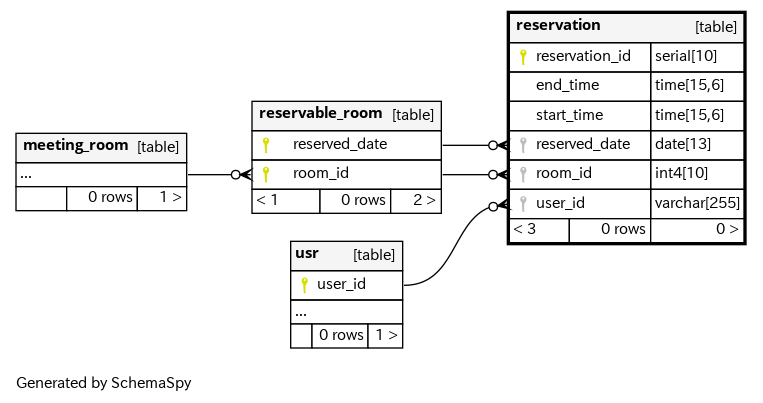 reservation [table]
reservation_id serial[10]
end_time time[15,6]
start_time time[15,6]
reserved_date date[13]
room_id int4[10]
user_id varchar[255]
< 3 0 rows 0 >
reservable_room [table]
reserved_date
room_id
< 1 0 rows 2 >
meeting_room [table]
...
0 rows 1 >
usr [table]
user_id
...
0 rows 1 >
Generated by SchemaSpy